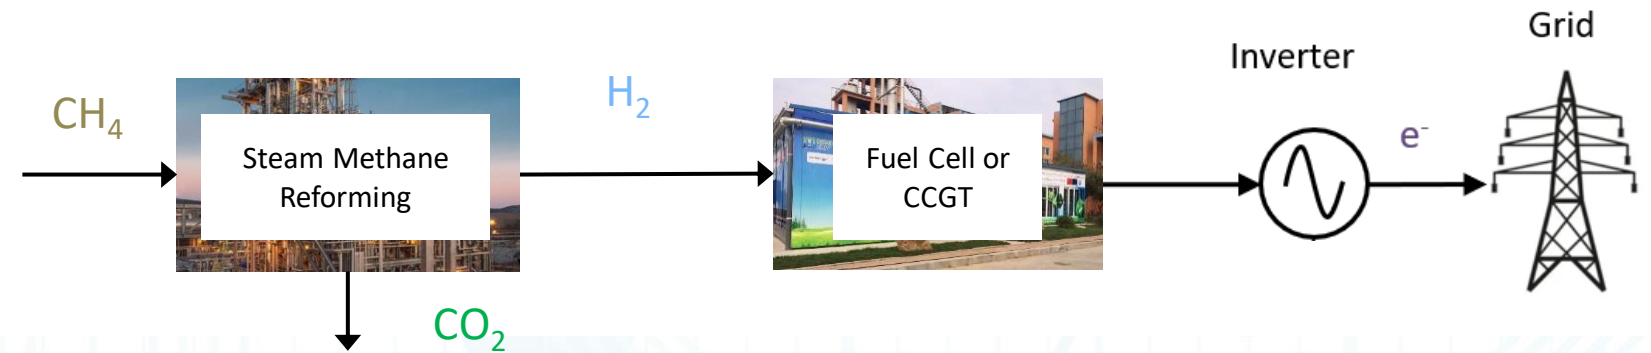 CH₄
Steam Methane
Reforming
CO₂
H₂
Fuel Cell or
CCGT
Inverter
e⁻
Grid